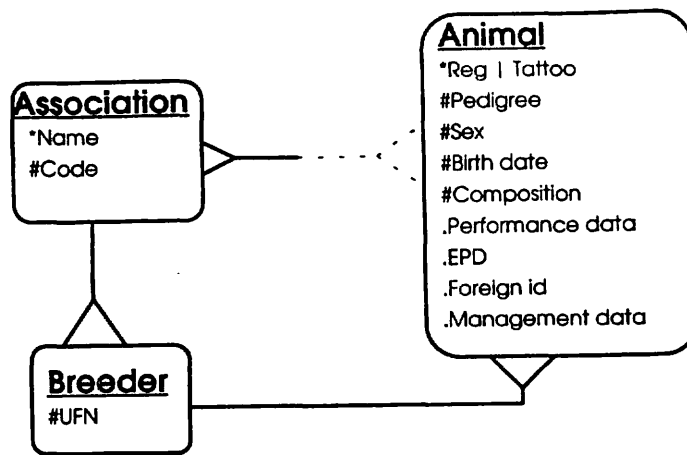 Association
*Name
#Code
Animal
*Reg | Tattoo
#Pedigree
#Sex
#Birth date
#Composition
.Performance data
.EPD
.Foreign id
.Management data
Breeder
#UFN